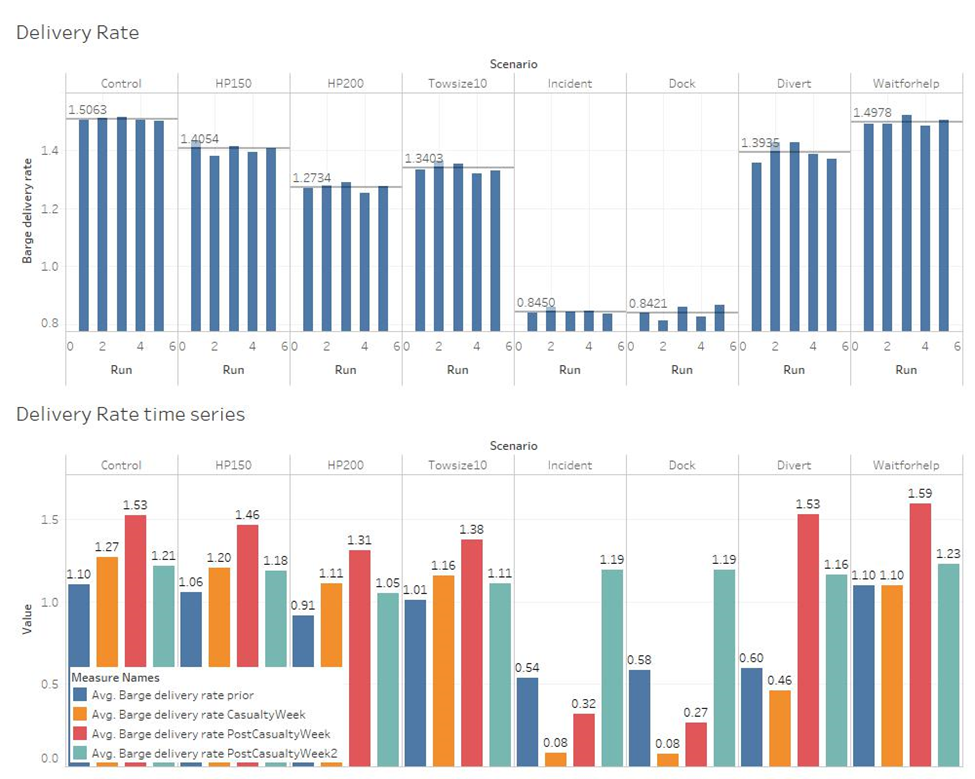 Delivery Rate
Scenario
Control HP150 HP200 Towsize10 Incident Dock Divert Waitforhelp
1.5063 1.4054 1.2734 1.3403 0.8450 0.8421 1.3935 1.4978
Barge delivery rate
1.4
1.2
1.0
0.8
0 2 4 6 0 2 4 6 0 2 4 6 0 2 4 6 0 2 4 6 0 2 4 6 0 2 4 6 0 2 4 6
Run Run Run Run Run Run Run Run
Delivery Rate time series
Scenario
Control HP150 HP200 Towsize10 Incident Dock Divert Waitforhelp
Value
1.5
1.0
0.5
0.0
1.10 1.27 1.53 1.21 1.06 1.20 1.46 1.18 0.91 1.11 1.31 1.05 1.01 1.16 1.38 1.11 0.54 0.08 0.32 1.19 0.58 0.08 0.27 1.19 0.60 0.46 1.53 1.16 1.10 1.10 1.59 1.23
Measure Names
Avg. Barge delivery rate prior
Avg. Barge delivery rate CasualtyWeek
Avg. Barge delivery rate PostCasualtyWeek
Avg. Barge delivery rate PostCasualtyWeek2